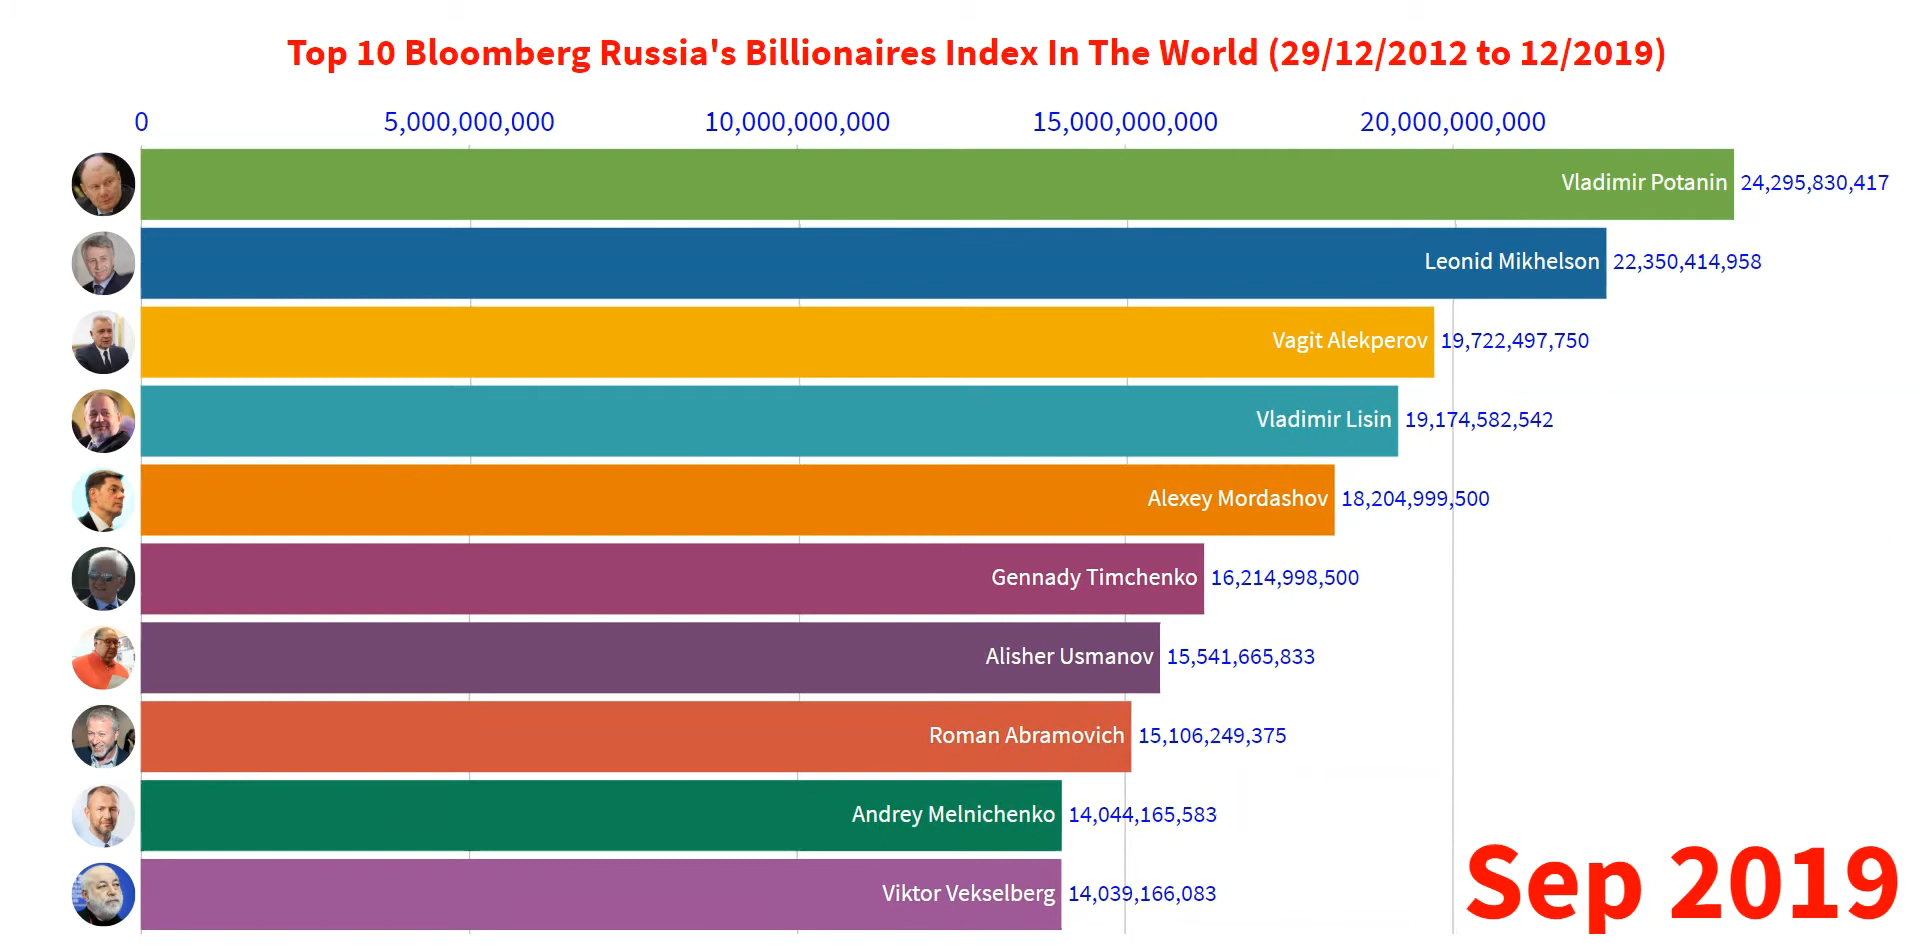 Top 10 Bloomberg Russia's Billionaires Index In The World (29/12/2012 to 12/2019)
0 5,000,000,000 10,000,000,000 15,000,000,000 20,000,000,000
Vladimir Potanin 24,295,830,417
Leonid Mikhelson 22,350,414,958
Vagit Alekperov 19,722,497,750
Vladimir Lisin 19,174,582,542
Alexey Mordashov 18,204,999,500
Gennady Timchenko 16,214,998,500
Alisher Usmanov 15,541,665,833
Roman Abramovich 15,106,249,375
Andrey Melnichenko 14,044,165,583
Viktor Vekselberg 14,039,166,083
Sep 2019